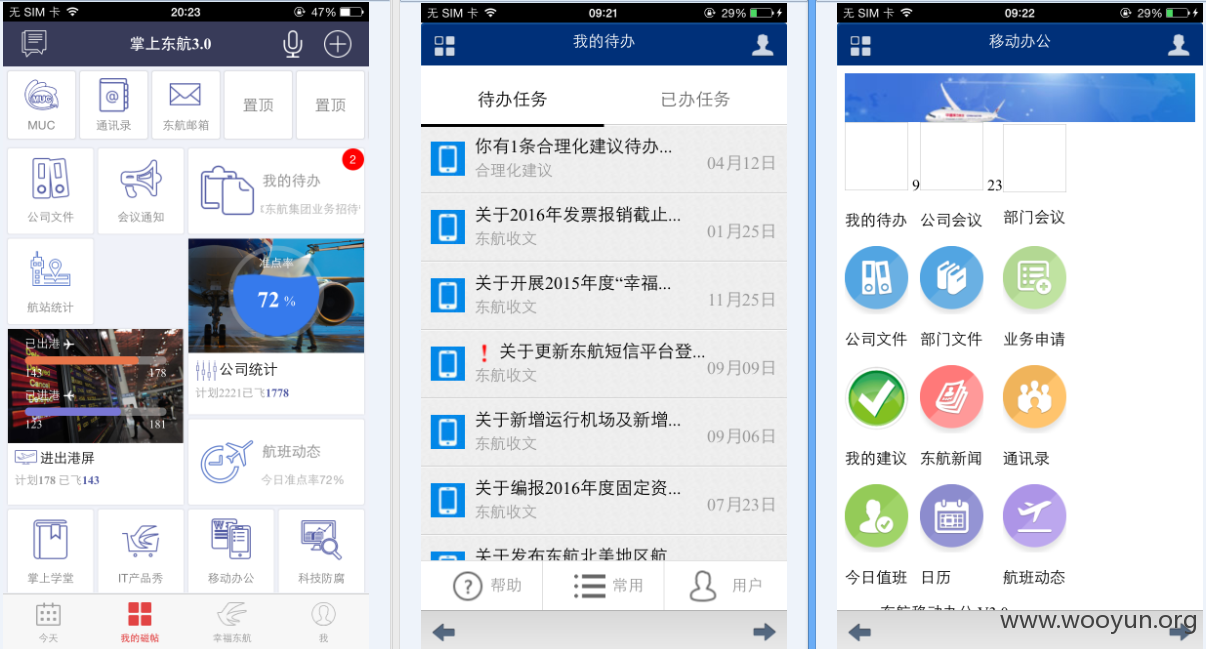 无 SIM 卡 20:23 47%
掌上东航3.0
MUC 通讯录 东航邮箱 置顶 置顶
公司文件 会议通知 我的待办 2
东航集团业务招待
航站统计
准点率
72 %
已出港
143 178
已进港
123 181
公司统计
计划2221已飞1778
进出港屏
计划178 已飞143
航班动态
今日准点率72%
掌上学堂 IT产品秀 移动办公 科技防腐
今天 我的磁帖 幸福东航 我
无 SIM 卡 09:21 29%
我的待办
待办任务 已办任务
你有1条合理化建议待办...
合理化建议 04月12日
关于2016年发票报销截止...
东航收文 01月25日
关于开展2015年度“幸福...
东航收文 11月25日
！关于更新东航短信平台登...
东航收文 09月09日
关于新增运行机场及新增...
东航收文 09月06日
关于编报2016年度固定资...
东航收文 07月23日
关于发布东航北美地区航
? 帮助 常用 用户
无 SIM 卡 09:22 29%
移动办公
9 23
我的待办 公司会议 部门会议
公司文件 部门文件 业务申请
我的建议 东航新闻 通讯录
今日值班 日历 航班动态
东航移动办公 V3.0
www.wooyun.org